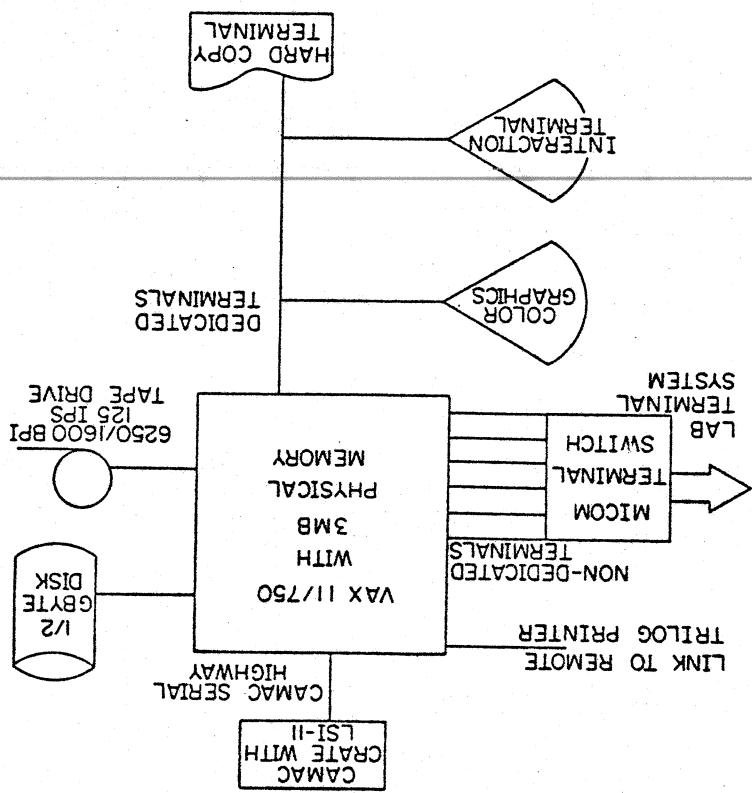 CAMAC
CRATE WITH
LSI-11
CAMAC SERIAL
HIGHWAY
LINK TO REMOTE
TRILOG PRINTER
NON-DEDICATED
TERMINALS
MICOM
TERMINAL
SWITCH
LAB
TERMINAL
SYSTEM
VAX 11/750
WITH
3MB
PHYSICAL
MEMORY
1/2
GBYTE
DISK
6250/1600 BPI
125 IPS
TAPE DRIVE
DEDICATED
TERMINALS
COLOR
GRAPHICS
INTERACTION
TERMINAL
HARD COPY
TERMINAL